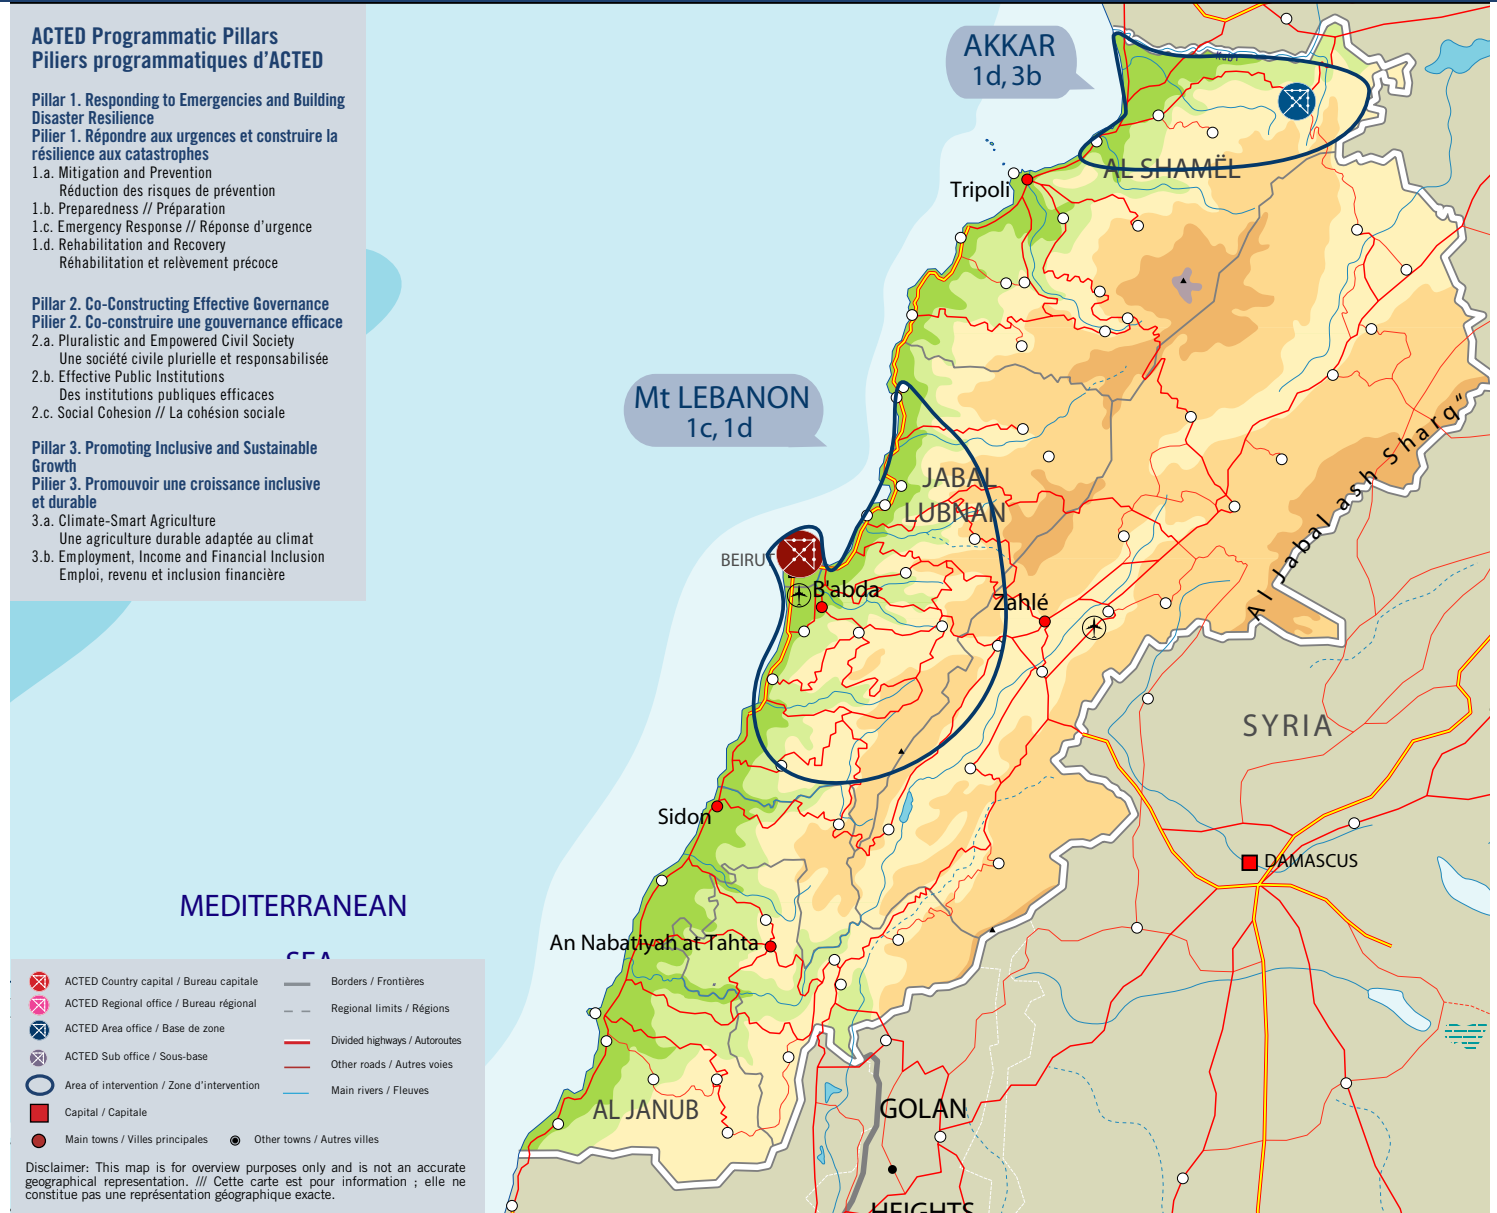 ACTED Programmatic Pillars
Piliers programmatiques d'ACTED
Pillar 1. Responding to Emergencies and Building
Disaster Resilience
Pilier 1. Répondre aux urgences et construire la
résilience aux catastrophes
1.a. Mitigation and Prevention
Réduction des risques de prévention
1.b. Preparedness // Préparation
1.c. Emergency Response // Réponse d'urgence
1.d. Rehabilitation and Recovery
Réhabilitation et relèvement précoce
Pillar 2. Co-Constructing Effective Governance
Pilier 2. Co-construire une gouvernance efficace
2.a. Pluralistic and Empowered Civil Society
Une société civile plurielle et responsabilisée
2.b. Effective Public Institutions
Des institutions publiques efficaces
2.c. Social Cohesion // La cohésion sociale
Pillar 3. Promoting Inclusive and Sustainable
Growth
Pilier 3. Promouvoir une croissance inclusive
et durable
3.a. Climate-Smart Agriculture
Une agriculture durable adaptée au climat
3.b. Employment, Income and Financial Inclusion
Emploi, revenu et inclusion financière
AKKAR
1d, 3b
AL SHAMËL
Tripoli
Mt LEBANON
1c, 1d
JABAL
LUBNAN
Al Jabal ash Sharq"
BEIRUT
B'abda
Zahlé
SYRIA
Sidon
DAMASCUS
MEDITERRANEAN
SEA
An Nabatiyah at Tahta
AL JANUB
GOLAN
HEIGHTS
ACTED Country capital / Bureau capitale
ACTED Regional office / Bureau régional
ACTED Area office / Base de zone
ACTED Sub office / Sous-base
Area of intervention / Zone d'intervention
Capital / Capitale
Main towns / Villes principales
Other towns / Autres villes
Borders / Frontières
Regional limits / Régions
Divided highways / Autoroutes
Other roads / Autres voies
Main rivers / Fleuves
Disclaimer: This map is for overview purposes only and is not an accurate
geographical representation. /// Cette carte est pour information ; elle ne
constitue pas une représentation géographique exacte.